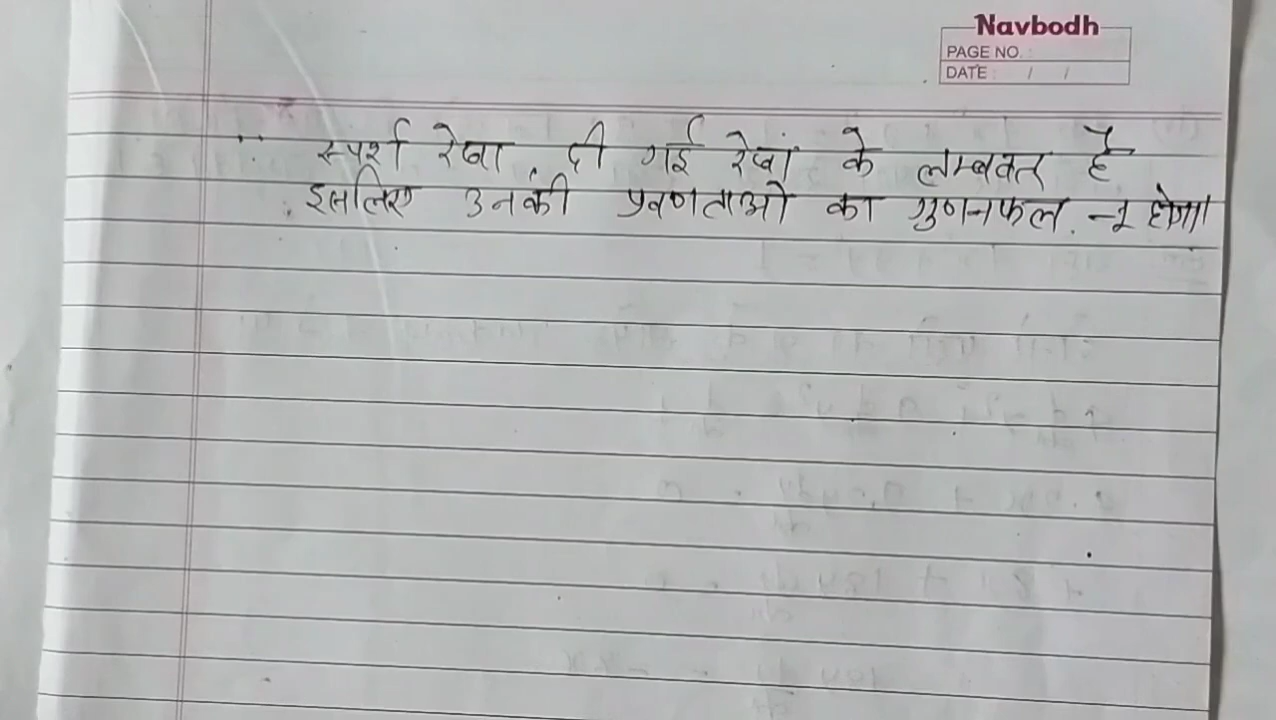 Navbodh
PAGE NO.
DATE : / /
∵ स्पर्श रेखा दी गई रेखां के लम्बवत है
इसलिए उनकी प्रवणताओ का गुणनफल -1 होगा